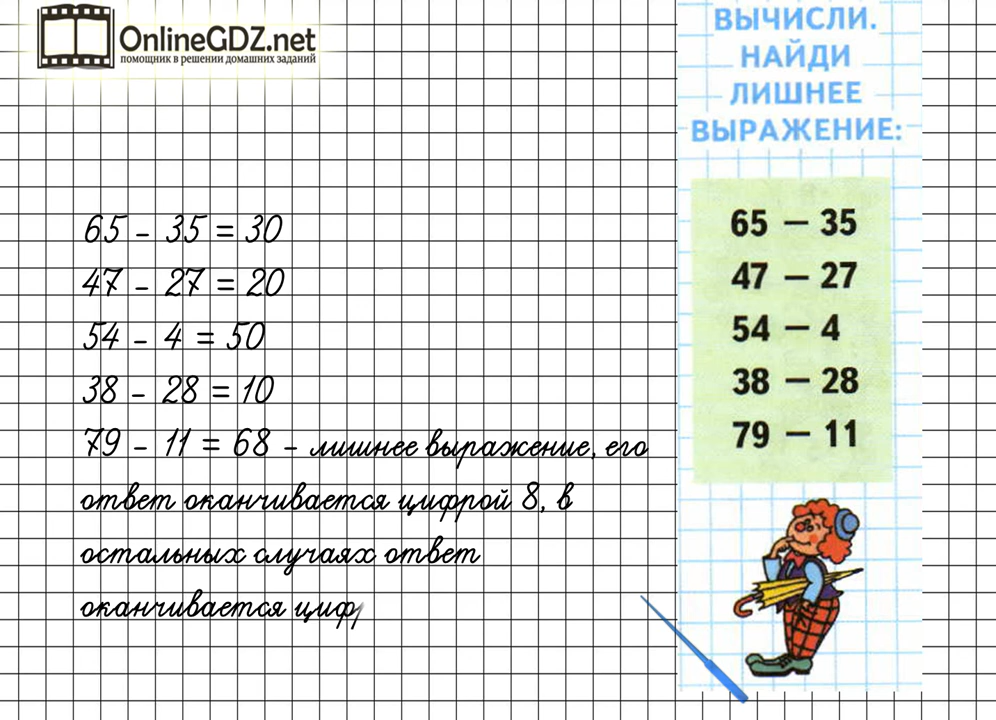 OnlineGDZ.net
помощник в решении домашних заданий
65 - 35 = 30
47 - 27 = 20
54 - 4 = 50
38 - 28 = 10
79 - 11 = 68 - лишнее выражение, его
ответ оканчивается цифрой 8, в
остальных случаях ответ
оканчивается циф
ВЫЧИСЛИ.
НАЙДИ
ЛИШНЕЕ
ВЫРАЖЕНИЕ:
65 – 35
47 – 27
54 – 4
38 – 28
79 – 11